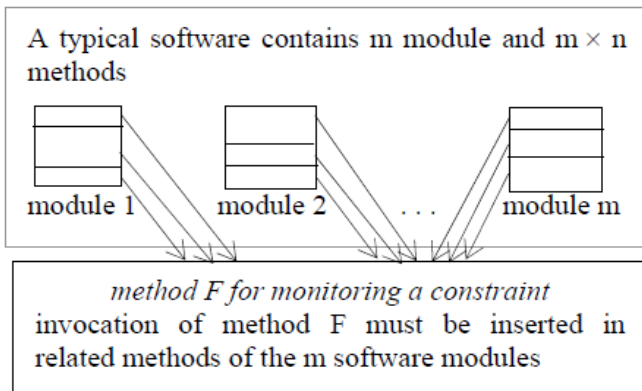 A typical software contains m module and m × n
methods
module 1 module 2 . . . module m
method F for monitoring a constraint
invocation of method F must be inserted in
related methods of the m software modules